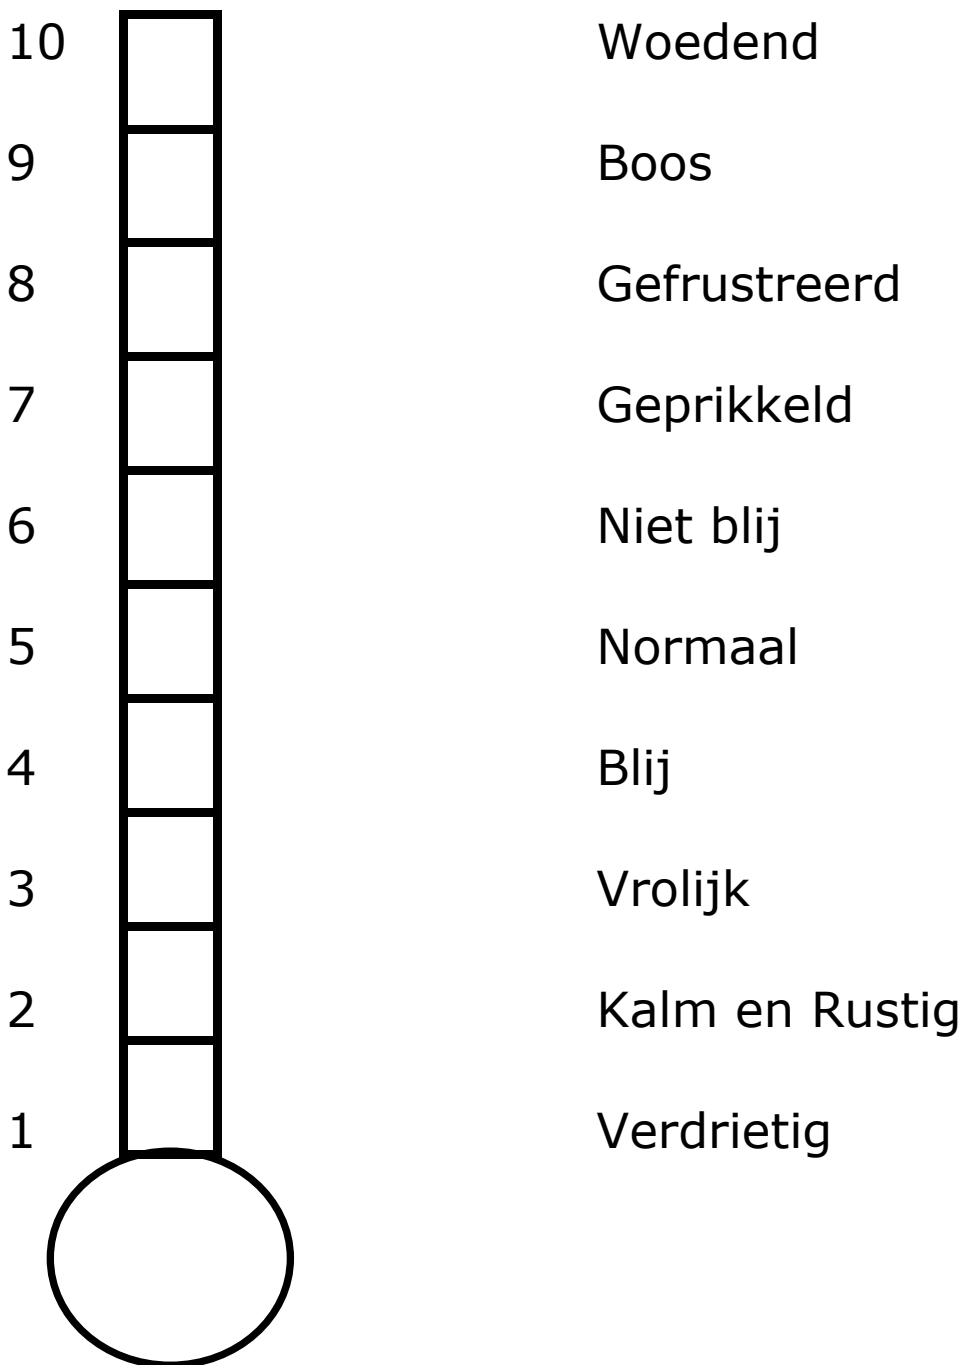 10 Woedend
9 Boos
8 Gefrustreerd
7 Geprikkeld
6 Niet blij
5 Normaal
4 Blij
3 Vrolijk
2 Kalm en Rustig
1 Verdrietig